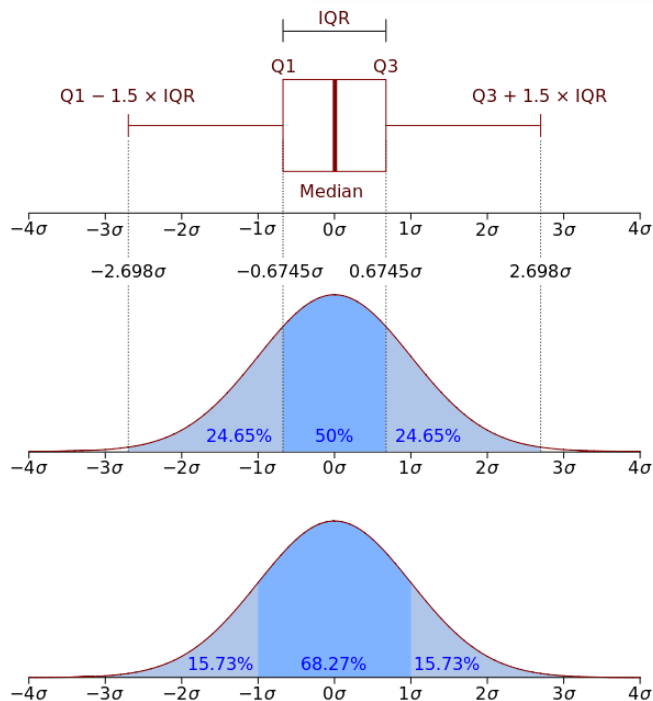 IQR
Q1 Q3
Q1 − 1.5 × IQR Q3 + 1.5 × IQR
Median
−4σ −3σ −2σ −1σ 0σ 1σ 2σ 3σ 4σ
−2.698σ −0.6745σ 0.6745σ 2.698σ
24.65% 50% 24.65%
−4σ −3σ −2σ −1σ 0σ 1σ 2σ 3σ 4σ
15.73% 68.27% 15.73%
−4σ −3σ −2σ −1σ 0σ 1σ 2σ 3σ 4σ